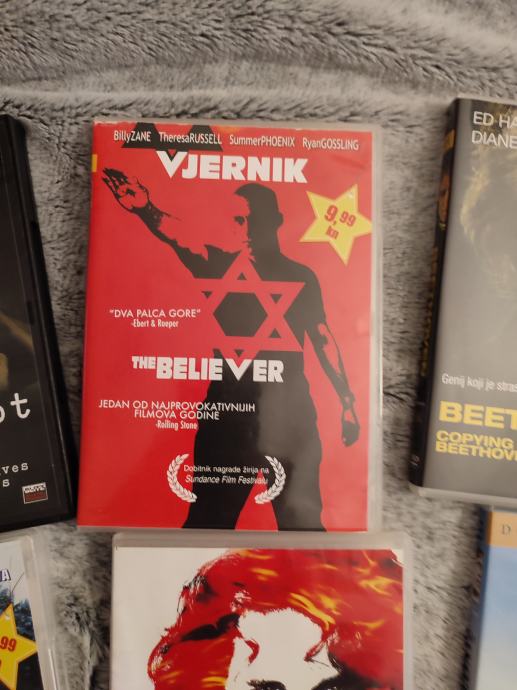 BillyZANE TheresaRUSSELL SummerPHOENIX RyanGOSSLING
VJERNIK
9,99
kn
"DVA PALCA GORE"
-Ebert & Roeper
THE BELIEVER
JEDAN OD NAJPROVOKATIVNIJIH
FILMOVA GODINE
-Rolling Stone
Dobitnik nagrade žirija na
Sundance Film Festivalu
ED HA
DIANE
Genij koji je stras
BEET
COPYING
BEETHOV
ot
ves
s
VA
99
D